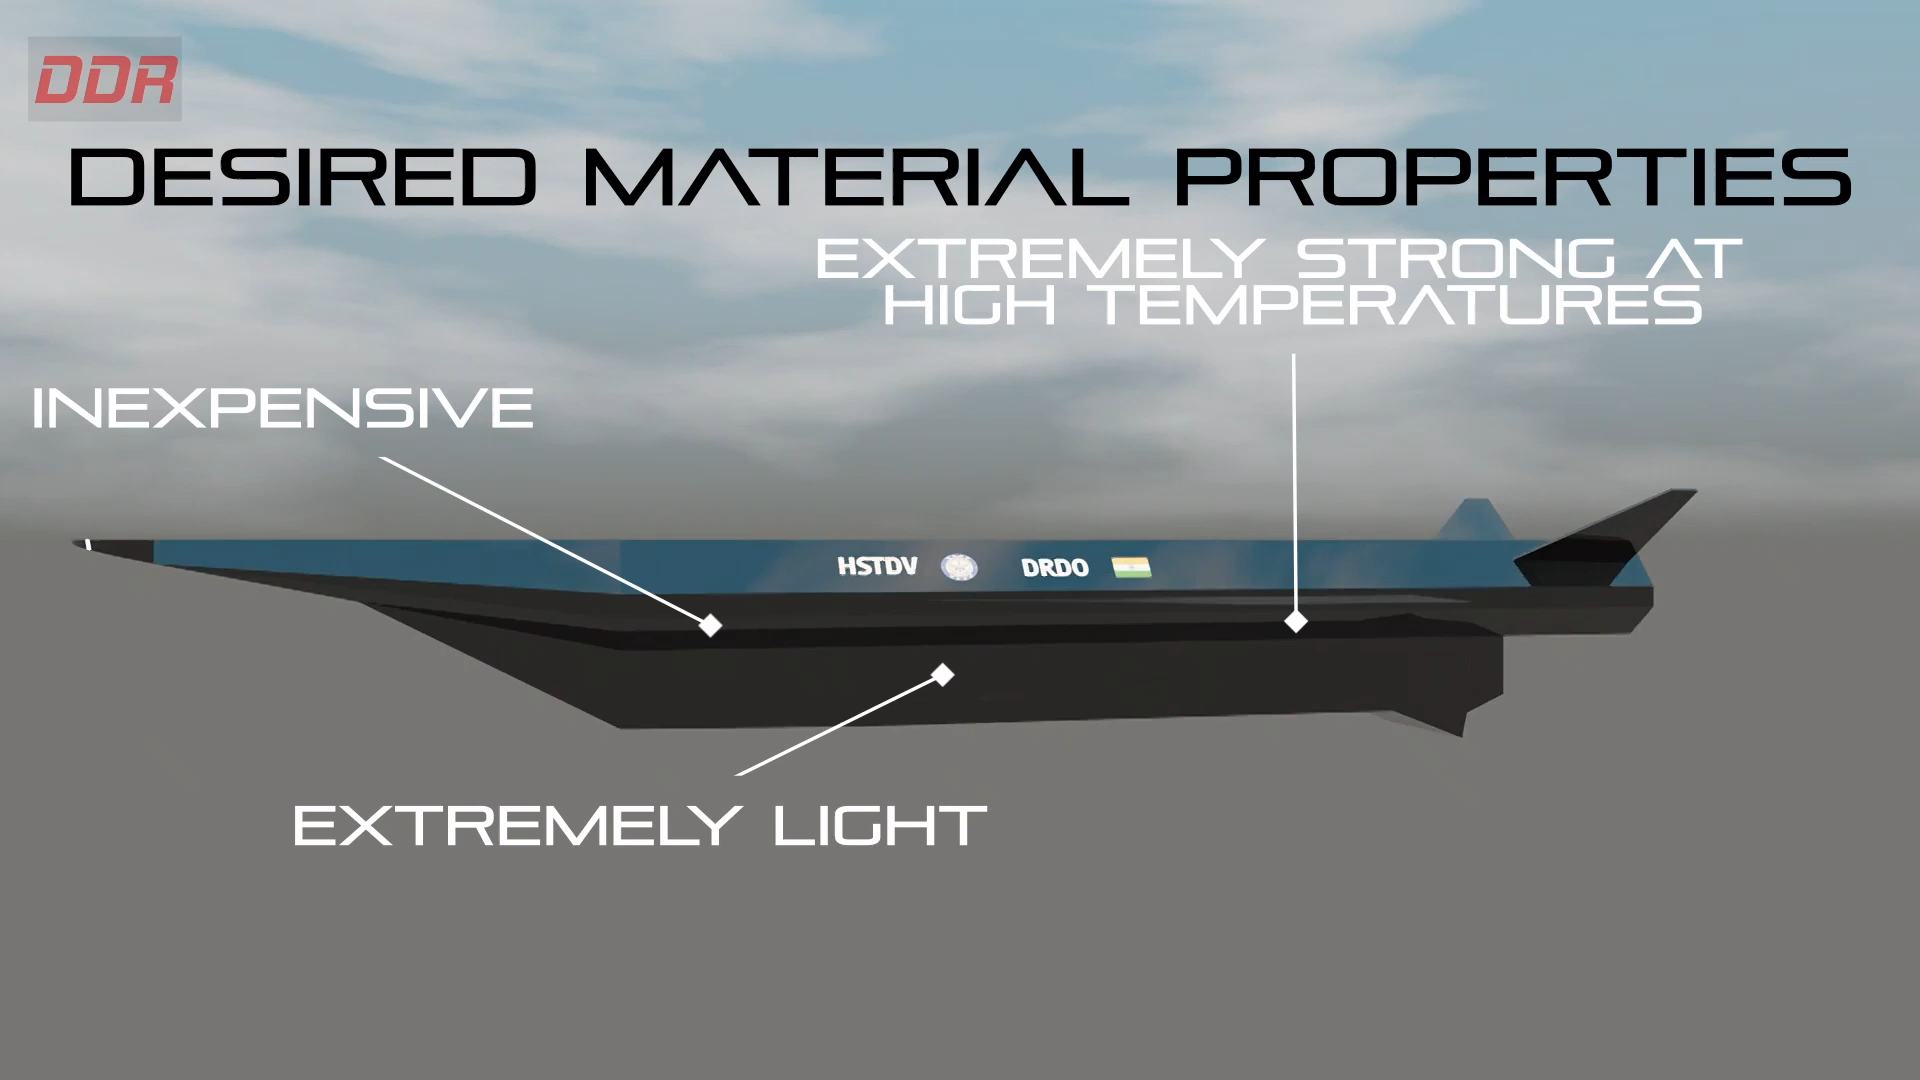 DDR
DESIRED MATERIAL PROPERTIES
EXTREMELY STRONG AT
HIGH TEMPERATURES
INEXPENSIVE
HSTDV DRDO
EXTREMELY LIGHT